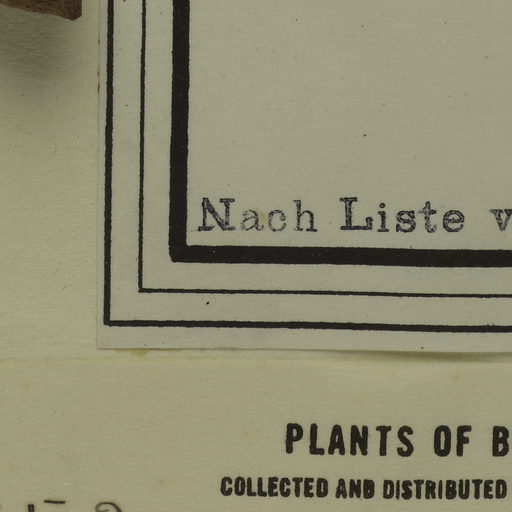 Nach Liste v
PLANTS OF B
COLLECTED AND DISTRIBUTED